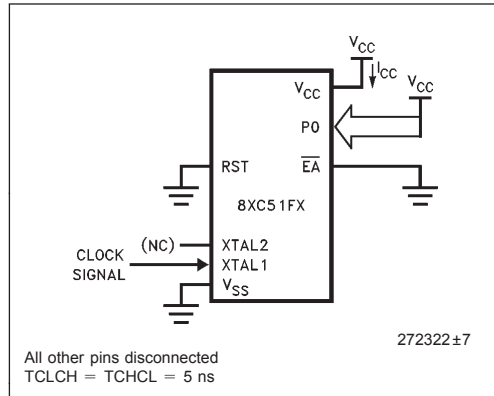 VCC
ICC
VCC
VCC
P0
RST
EA
8XC51FX
(NC)
XTAL2
CLOCK
SIGNAL
XTAL1
VSS
272322±7
All other pins disconnected
TCLCH = TCHCL = 5 ns